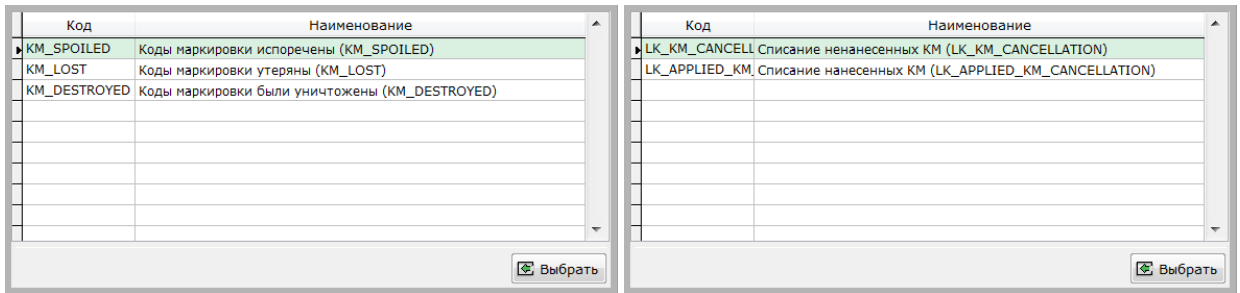 Код Наименование
KM_SPOILED Коды маркировки испоречены (KM_SPOILED)
KM_LOST Коды маркировки утеряны (KM_LOST)
KM_DESTROYED Коды маркировки были уничтожены (KM_DESTROYED)
Выбрать
Код Наименование
LK_KM_CANCELL Списание ненанесенных КМ (LK_KM_CANCELLATION)
LK_APPLIED_KM_ Списание нанесенных КМ (LK_APPLIED_KM_CANCELLATION)
Выбрать